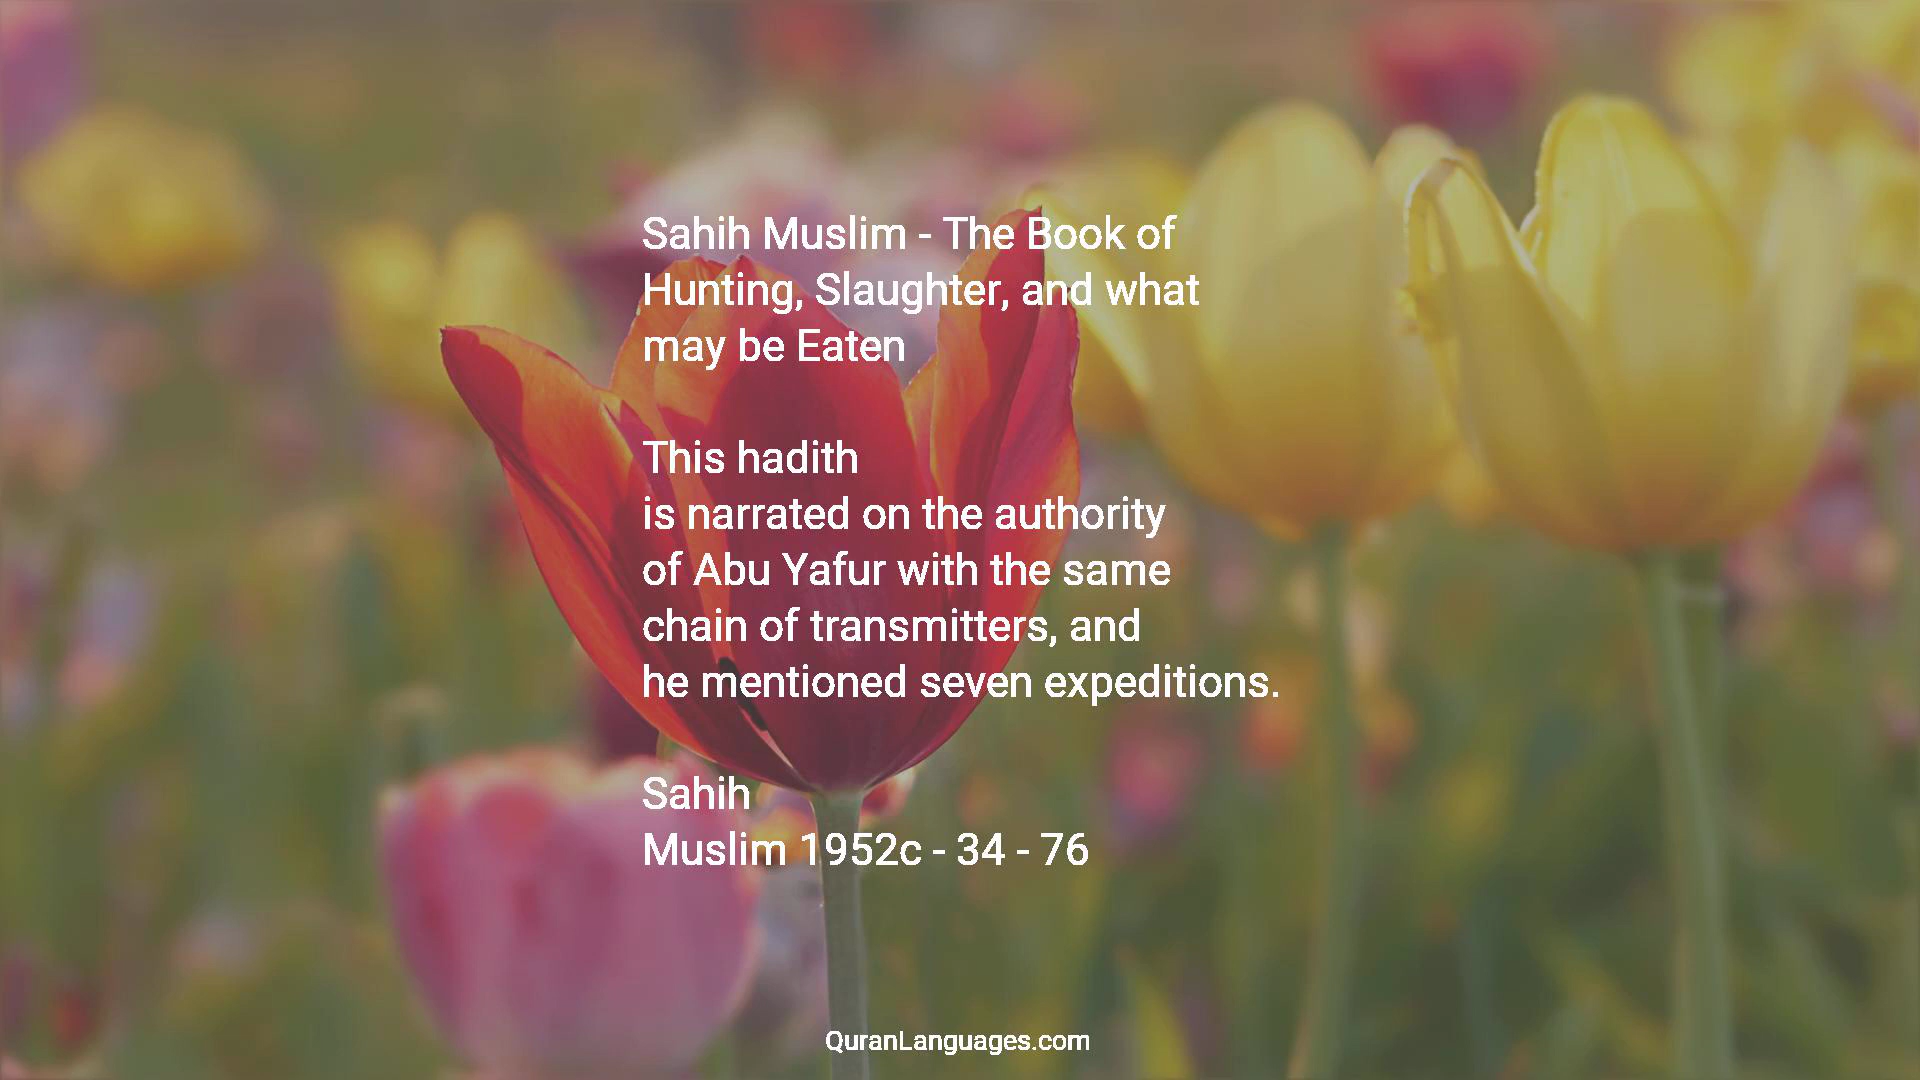 Sahih Muslim - The Book of
Hunting, Slaughter, and what
may be Eaten
This hadith
is narrated on the authority
of Abu Yafur with the same
chain of transmitters, and
he mentioned seven expeditions.
Sahih
Muslim 1952c - 34 - 76
QuranLanguages.com